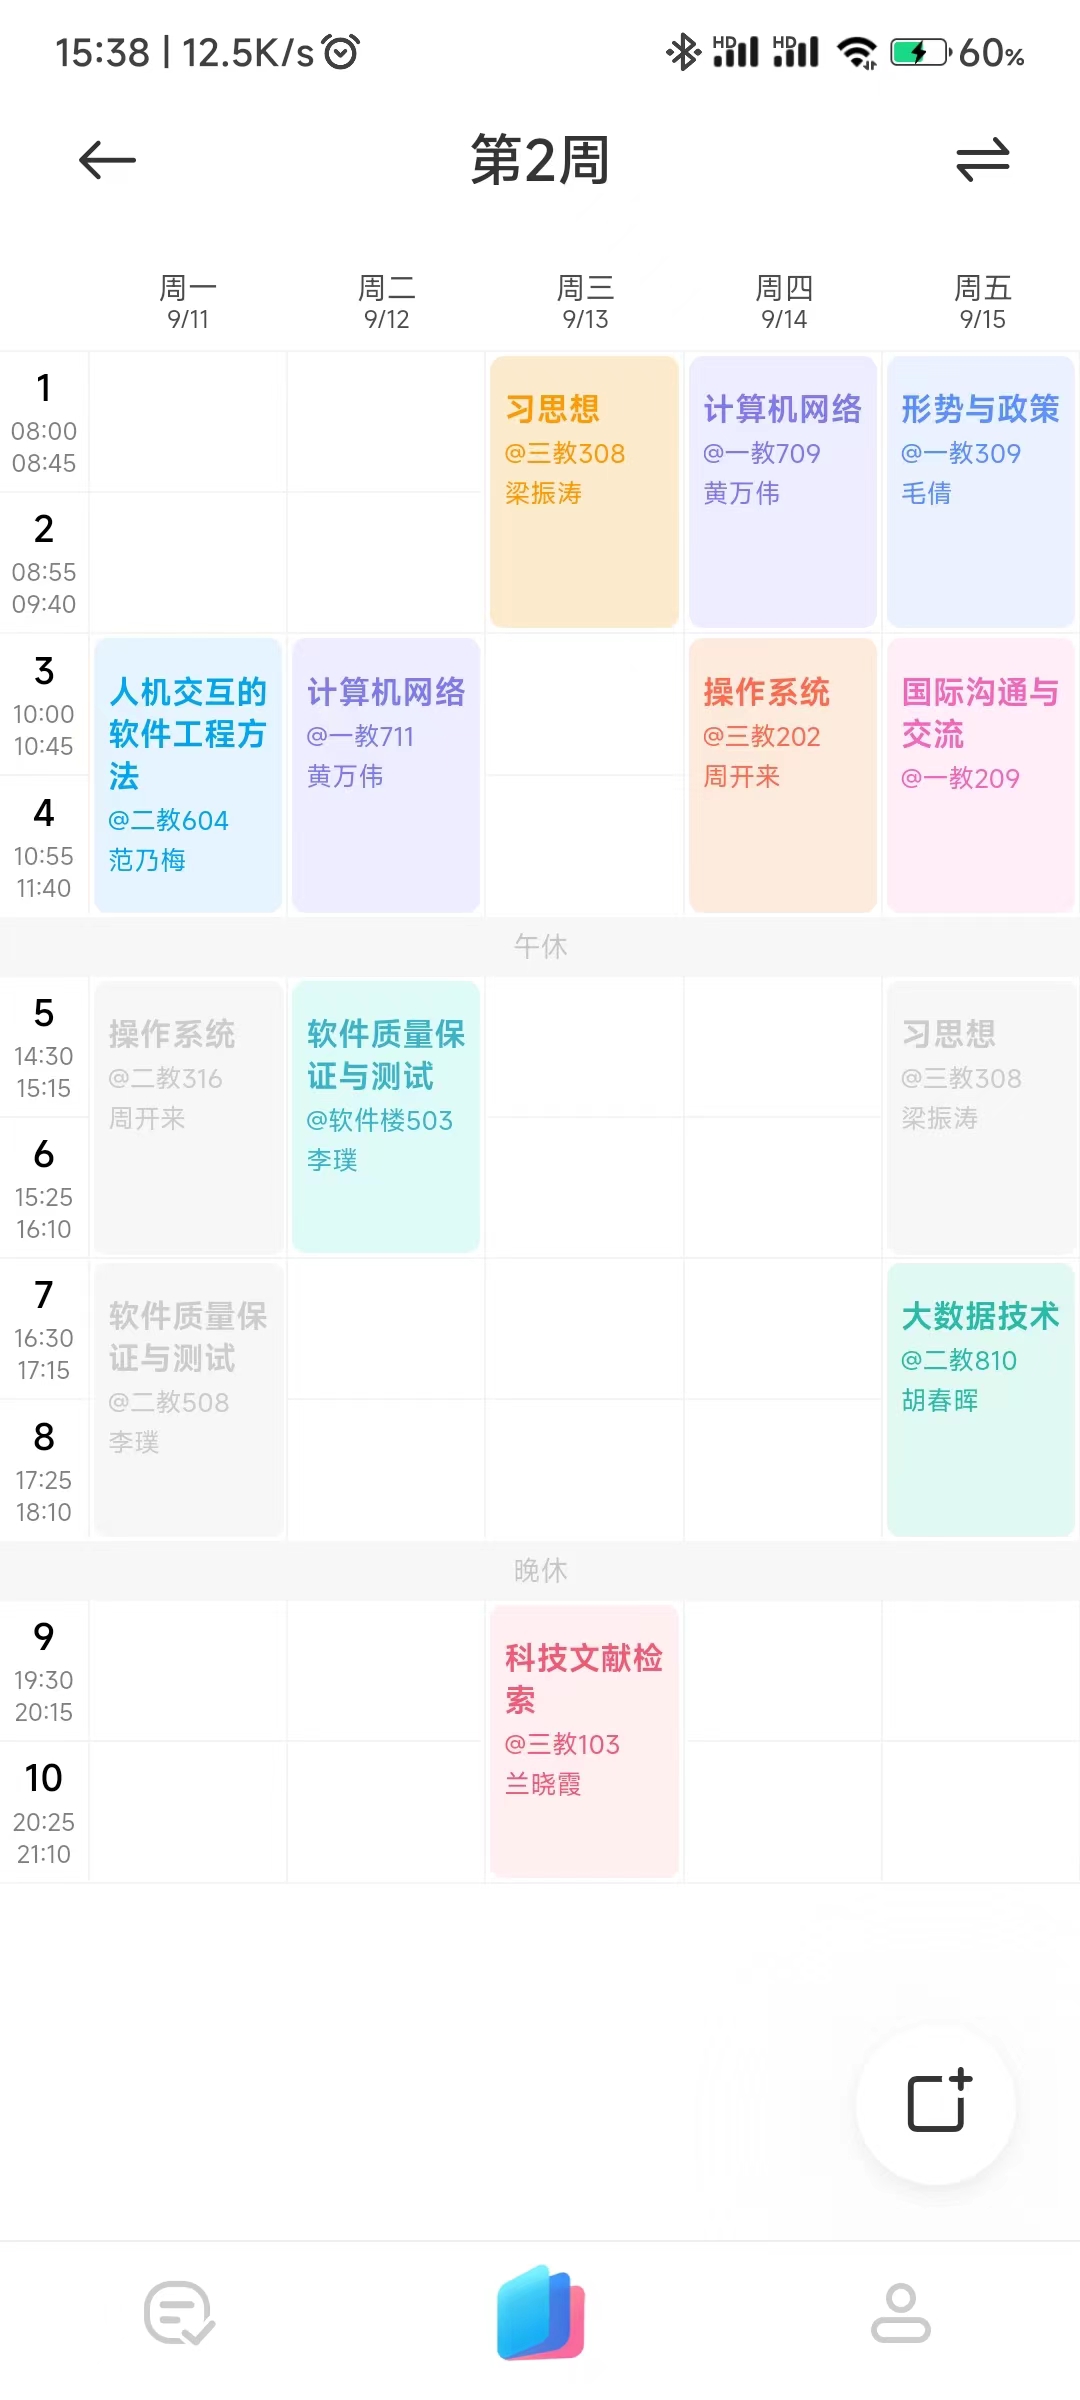 15:38 | 12.5K/s
HD HD 60%
第2周
周一 周二 周三 周四 周五
9/11 9/12 9/13 9/14 9/15
1
08:00
08:45
习思想
@三教308
梁振涛
计算机网络
@一教709
黄万伟
形势与政策
@一教309
毛倩
2
08:55
09:40
3
10:00
10:45
人机交互的
软件工程方
法
@二教604
范乃梅
计算机网络
@一教711
黄万伟
操作系统
@三教202
周开来
国际沟通与
交流
@一教209
4
10:55
11:40
午休
5
14:30
15:15
操作系统
@二教316
周开来
软件质量保
证与测试
@软件楼503
李璞
习思想
@三教308
梁振涛
6
15:25
16:10
7
16:30
17:15
软件质量保
证与测试
@二教508
李璞
大数据技术
@二教810
胡春晖
8
17:25
18:10
晚休
9
19:30
20:15
科技文献检
索
@三教103
兰晓霞
10
20:25
21:10